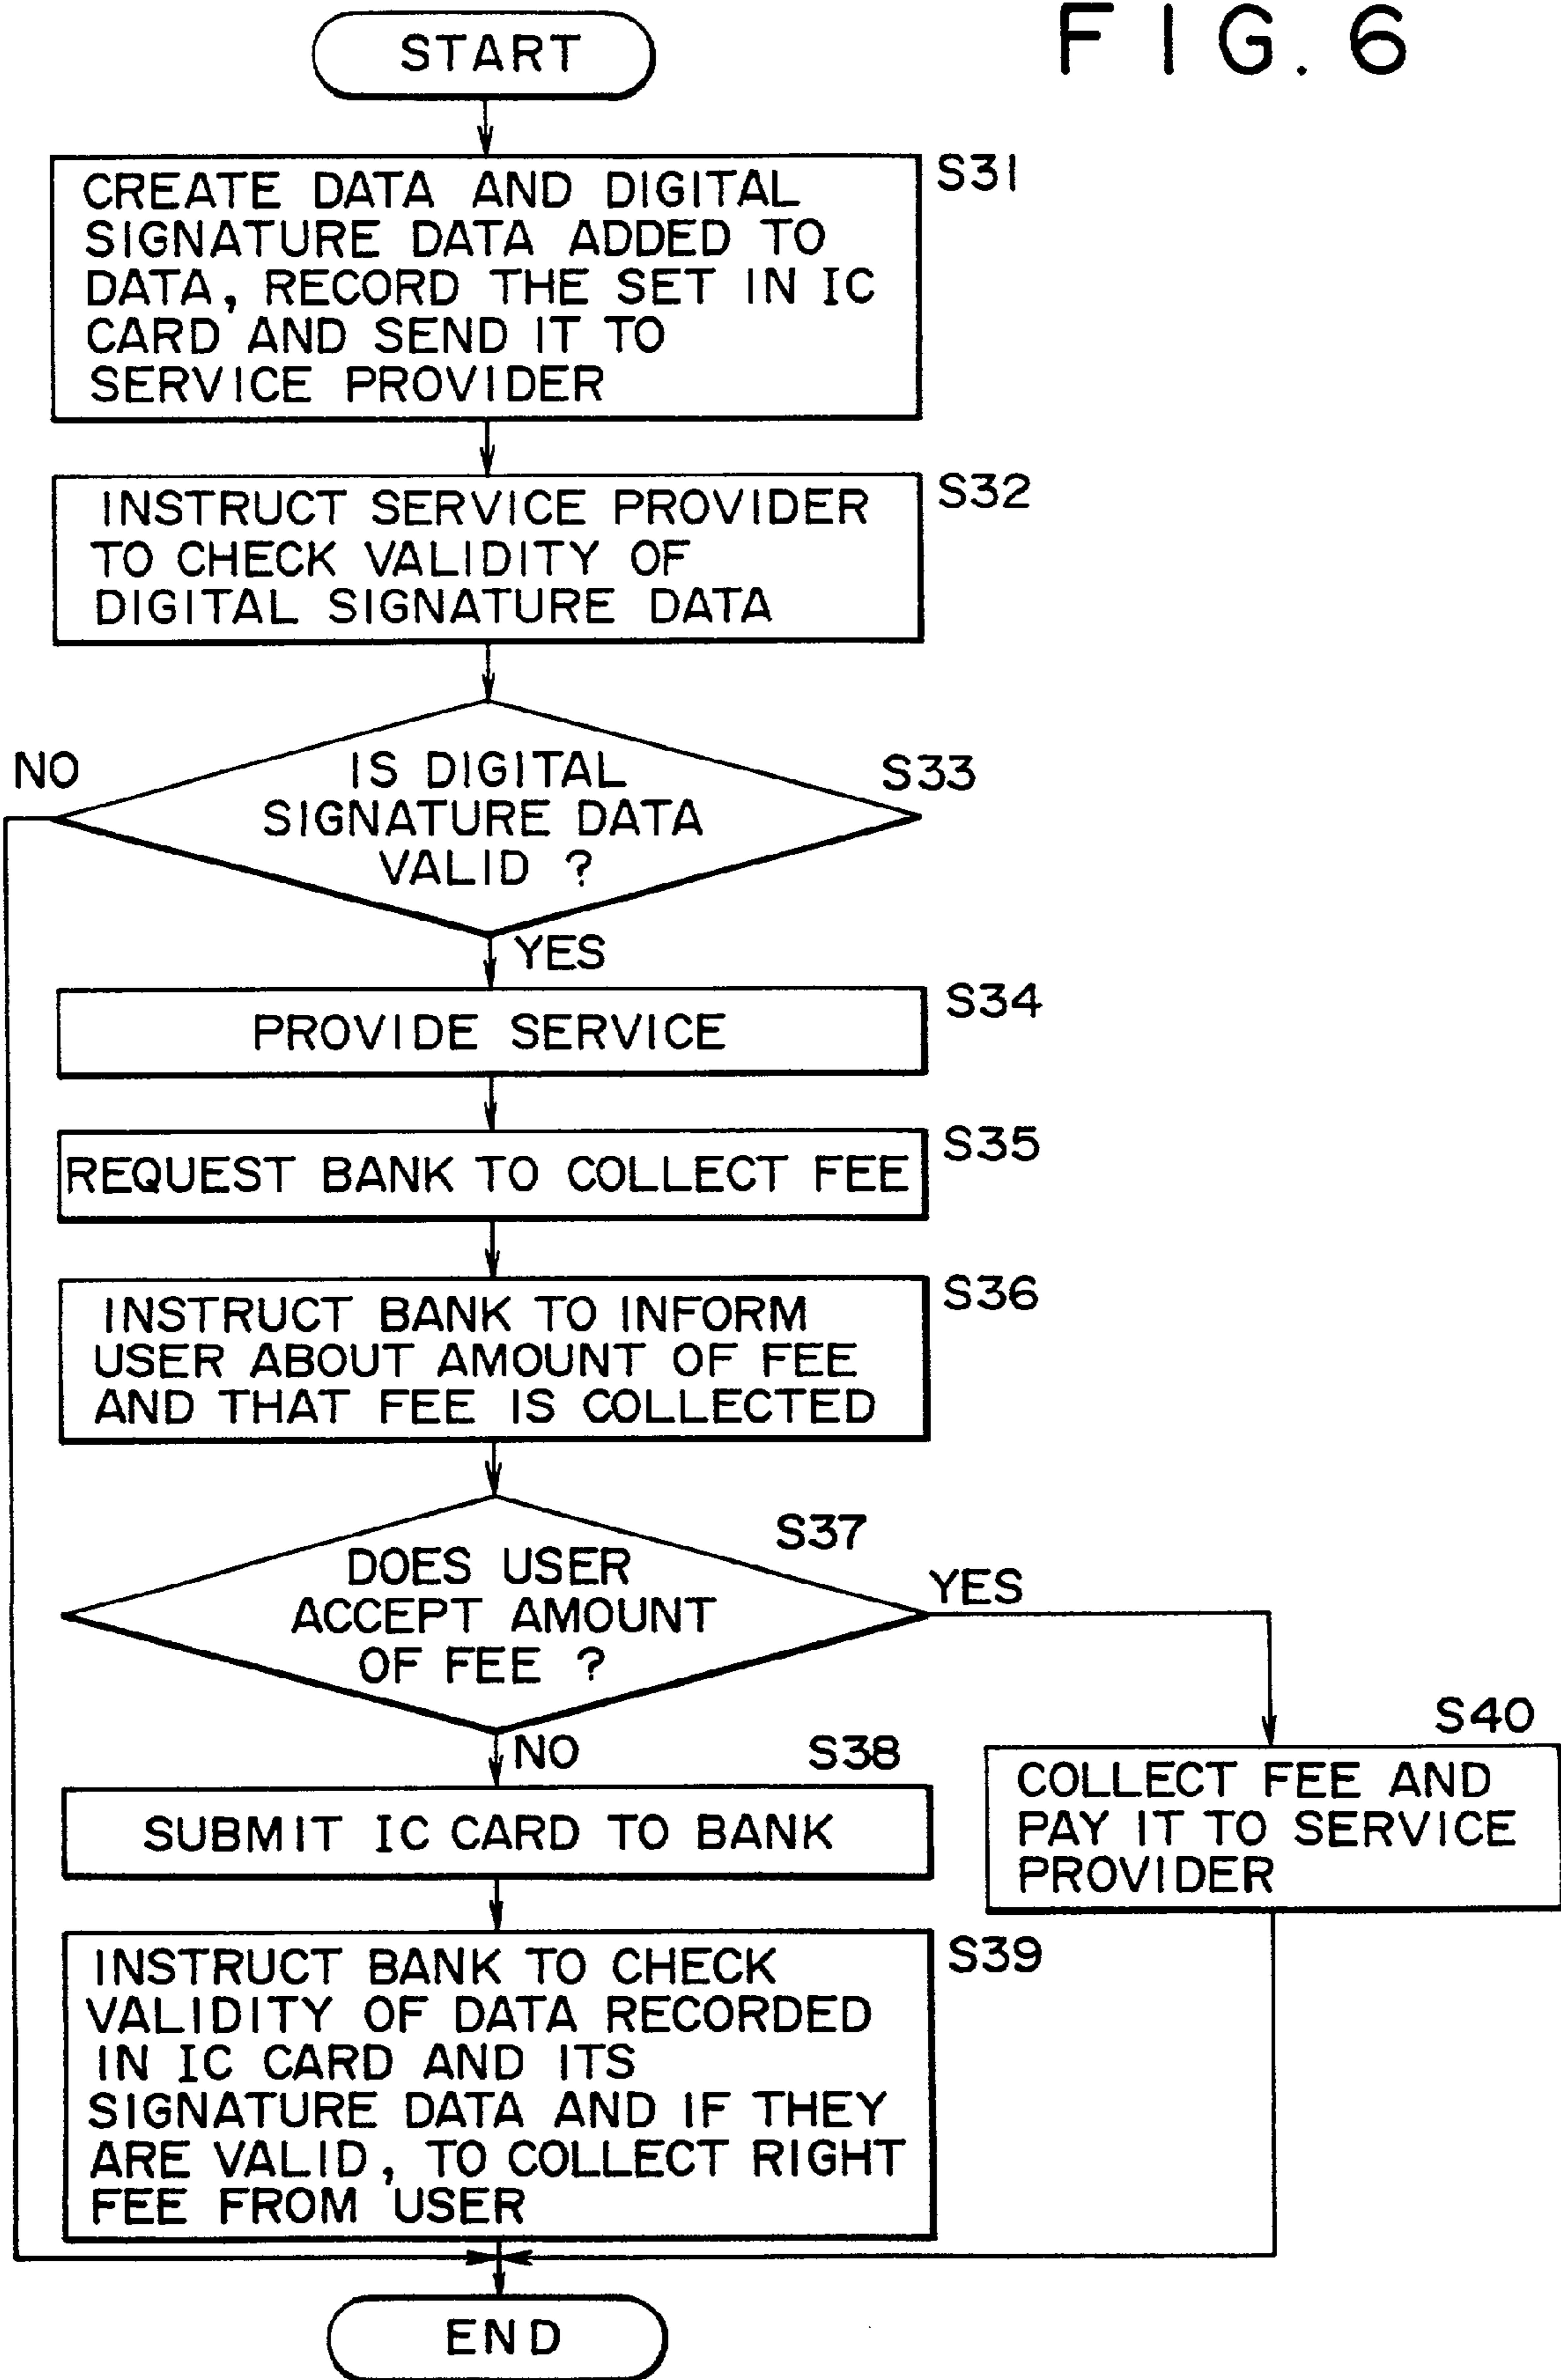 FIG. 6
START
S31
CREATE DATA AND DIGITAL
SIGNATURE DATA ADDED TO
DATA, RECORD THE SET IN IC
CARD AND SEND IT TO
SERVICE PROVIDER
S32
INSTRUCT SERVICE PROVIDER
TO CHECK VALIDITY OF
DIGITAL SIGNATURE DATA
NO
S33
IS DIGITAL
SIGNATURE DATA
VALID ?
YES
S34
PROVIDE SERVICE
S35
REQUEST BANK TO COLLECT FEE
S36
INSTRUCT BANK TO INFORM
USER ABOUT AMOUNT OF FEE
AND THAT FEE IS COLLECTED
S37
DOES USER
ACCEPT AMOUNT
OF FEE ?
YES
NO
S38
SUBMIT IC CARD TO BANK
S40
COLLECT FEE AND
PAY IT TO SERVICE
PROVIDER
S39
INSTRUCT BANK TO CHECK
VALIDITY OF DATA RECORDED
IN IC CARD AND ITS
SIGNATURE DATA AND IF THEY
ARE VALID, TO COLLECT RIGHT
FEE FROM USER
END